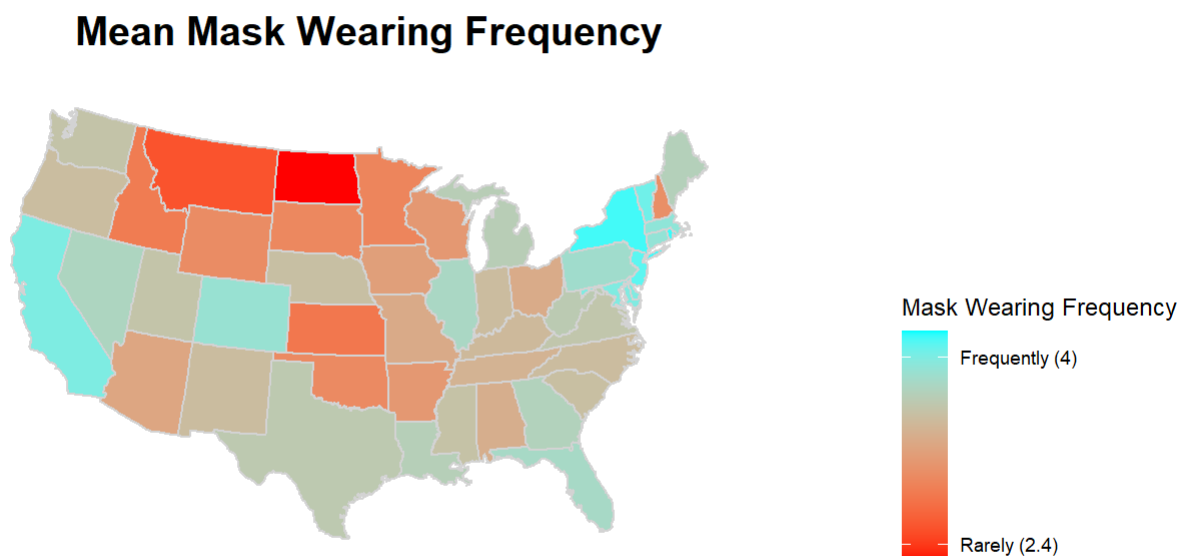 Mean Mask Wearing Frequency
Mask Wearing Frequency
Frequently (4)
Rarely (2.4)